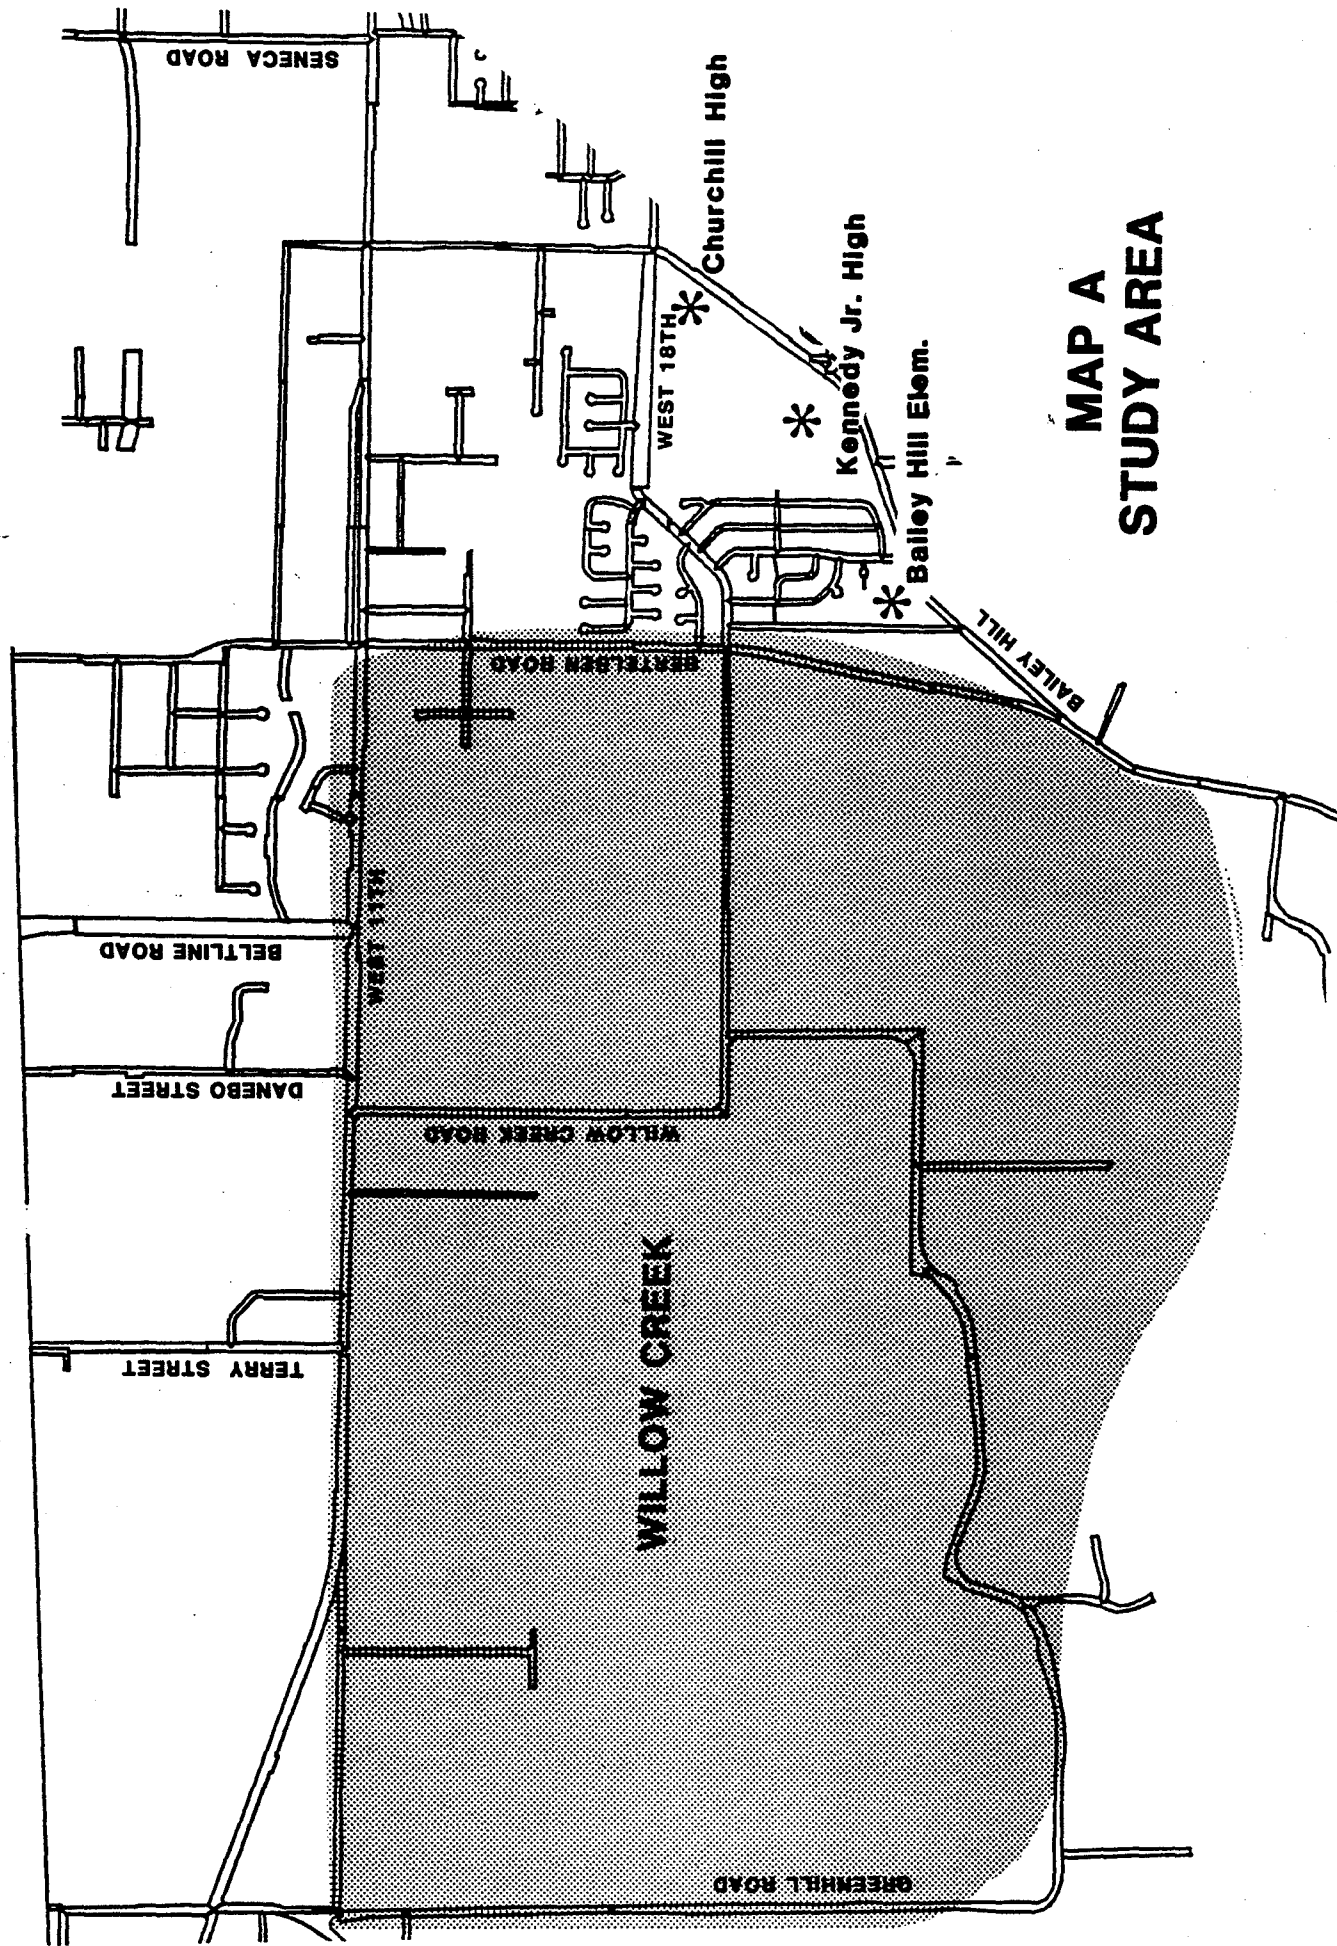 SENECA ROAD
Churchill High
WEST 18TH
Kennedy Jr. High
Bailey Hill Elem.
MAP A
STUDY AREA
BERTELSEN ROAD
BAILEY HILL
BELTLINE ROAD
WEST 11TH
DANEBO STREET
WILLOW CREEK ROAD
TERRY STREET
WILLOW CREEK
GREENHILL ROAD